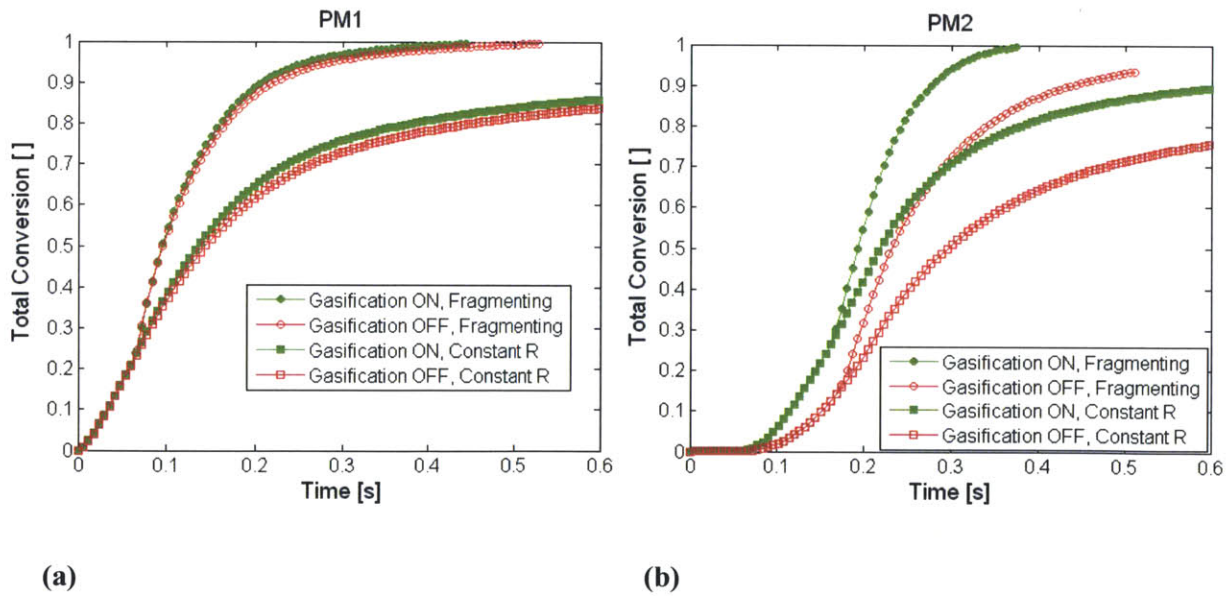 PM1
1
0.9
0.8
0.7
0.6
0.5
0.4
0.3
0.2
0.1
0
Total Conversion [ ]
Gasification ON, Fragmenting
Gasification OFF, Fragmenting
Gasification ON, Constant R
Gasification OFF, Constant R
0 0.1 0.2 0.3 0.4 0.5 0.6
Time [s]
(a)
PM2
1
0.9
0.8
0.7
0.6
0.5
0.4
0.3
0.2
0.1
0
Total Conversion [ ]
Gasification ON, Fragmenting
Gasification OFF, Fragmenting
Gasification ON, Constant R
Gasification OFF, Constant R
0 0.1 0.2 0.3 0.4 0.5 0.6
Time [s]
(b)